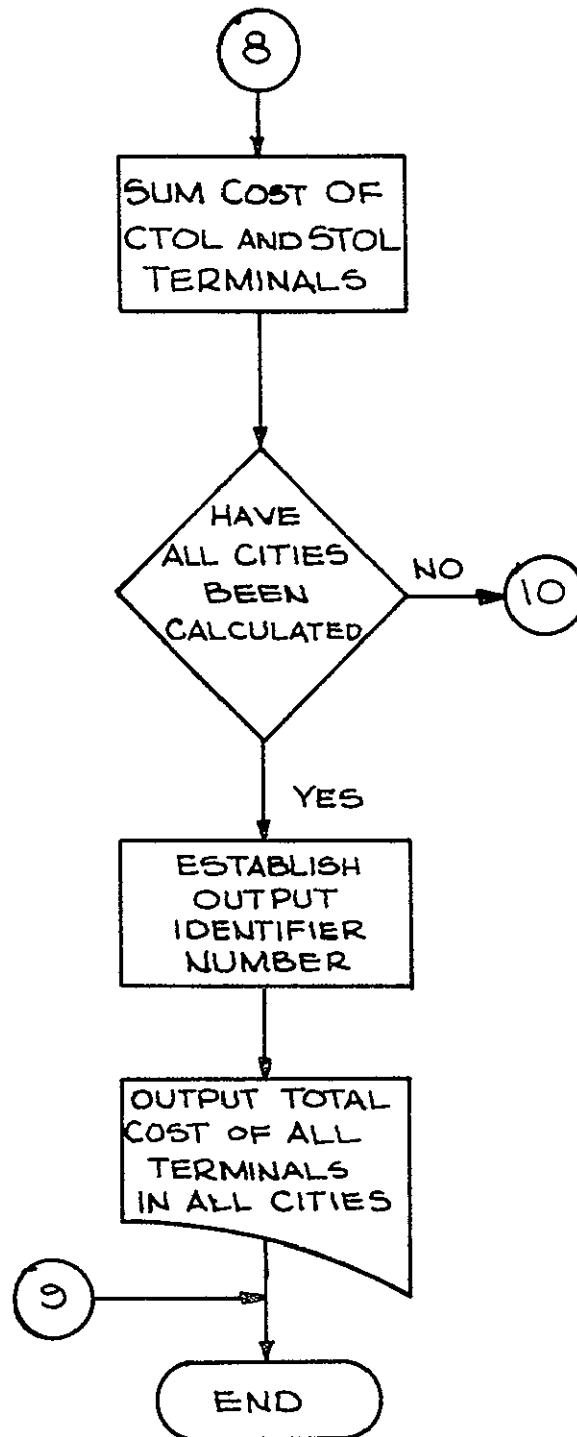 8
SUM COST OF
CTOL AND STOL
TERMINALS
HAVE
ALL CITIES
BEEN
CALCULATED
NO
10
YES
ESTABLISH
OUTPUT
IDENTIFIER
NUMBER
OUTPUT TOTAL
COST OF ALL
TERMINALS
IN ALL CITIES
9
END